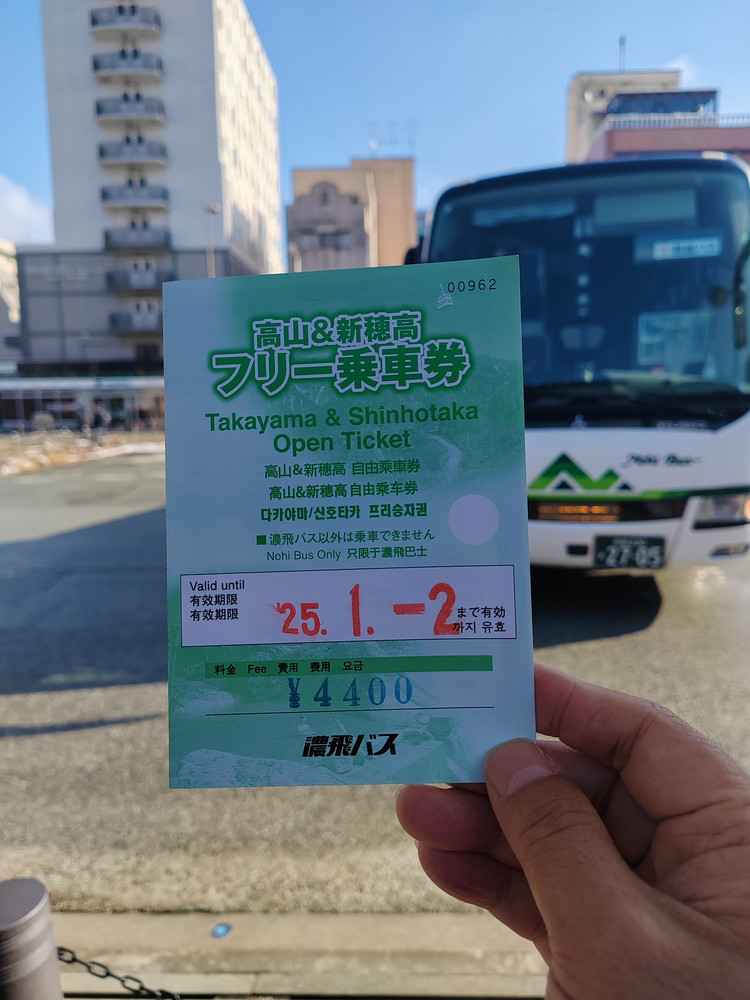 00962
高山&新穂高
フリー乗車券
Takayama & Shinhotaka
Open Ticket
高山&新穂高 自由乘車券
高山&新穗高 自由乘车券
다카야마/신호타카 프리승차권
■濃飛バス以外は乗車できません
Nohi Bus Only 只限于濃飛巴士
Valid until
有効期限
有效期限
'25. 1. -2
まで有効
까지 유효
料金 Fee 費用 费用 요금
¥4400
濃飛バス
Nohi Bus
27-05